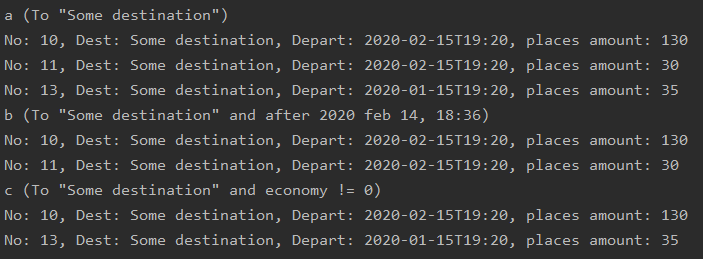 a (To "Some destination")
No: 10, Dest: Some destination, Depart: 2020-02-15T19:20, places amount: 130
No: 11, Dest: Some destination, Depart: 2020-02-15T19:20, places amount: 30
No: 13, Dest: Some destination, Depart: 2020-01-15T19:20, places amount: 35
b (To "Some destination" and after 2020 feb 14, 18:36)
No: 10, Dest: Some destination, Depart: 2020-02-15T19:20, places amount: 130
No: 11, Dest: Some destination, Depart: 2020-02-15T19:20, places amount: 30
c (To "Some destination" and economy != 0)
No: 10, Dest: Some destination, Depart: 2020-02-15T19:20, places amount: 130
No: 13, Dest: Some destination, Depart: 2020-01-15T19:20, places amount: 35